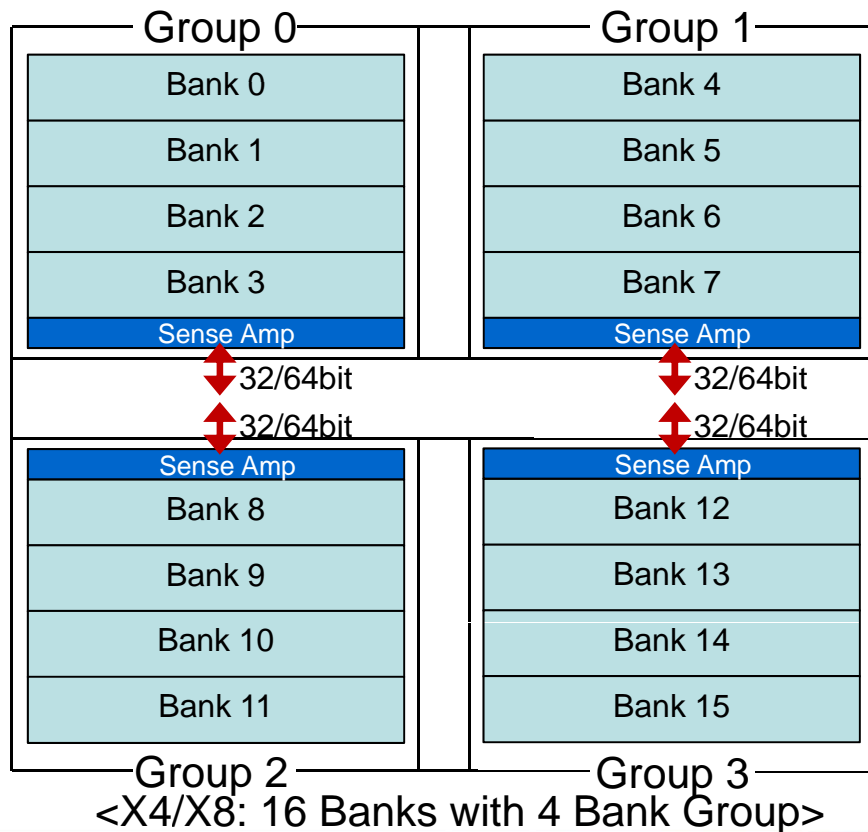 Group 0
Bank 0
Bank 1
Bank 2
Bank 3
Sense Amp
32/64bit
Group 1
Bank 4
Bank 5
Bank 6
Bank 7
Sense Amp
32/64bit
32/64bit
Sense Amp
Bank 8
Bank 9
Bank 10
Bank 11
Group 2
32/64bit
Sense Amp
Bank 12
Bank 13
Bank 14
Bank 15
Group 3
<X4/X8: 16 Banks with 4 Bank Group>